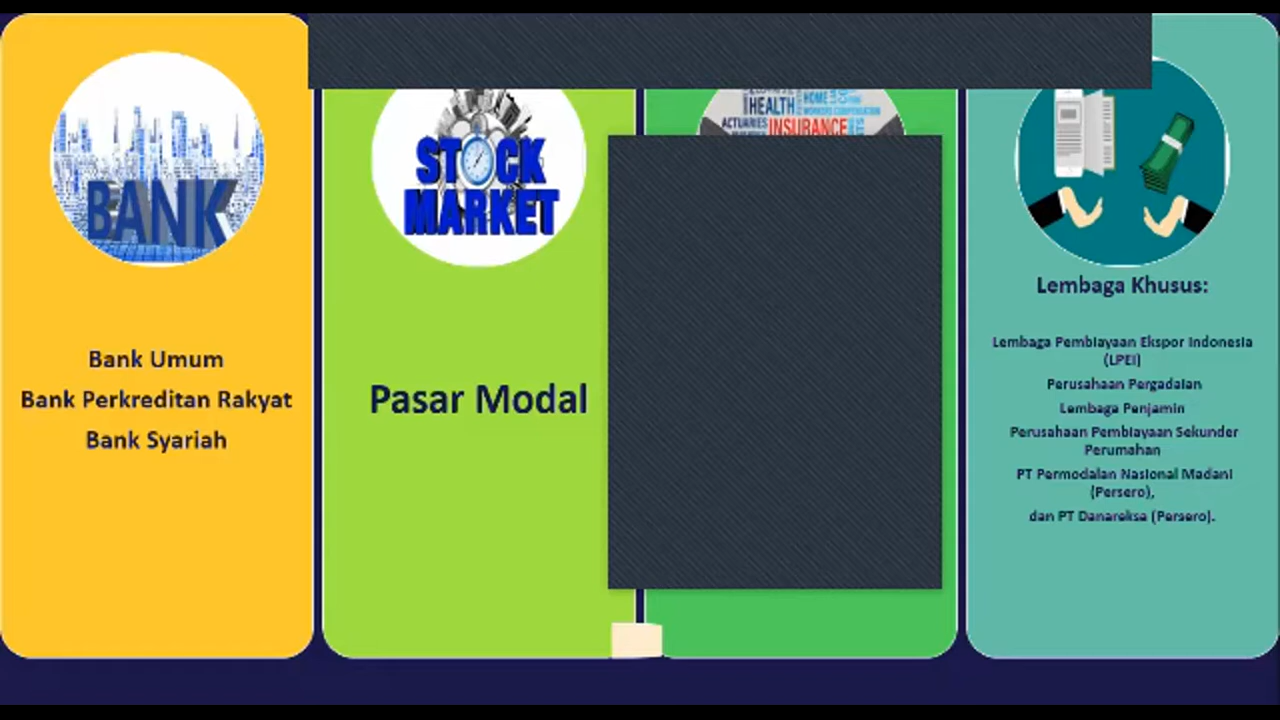 BANK
Bank Umum
Bank Perkreditan Rakyat
Bank Syariah
STOCK
MARKET
Pasar Modal
HEALTH
HOME
WORKERS COMPENSATION
ACTUARIES
INSURANCE
Lembaga Khusus:
Lembaga Pembiayaan Ekspor Indonesia
(LPEI)
Perusahaan Pergadaian
Lembaga Penjamin
Perusahaan Pembiayaan Sekunder
Perumahan
PT Permodalan Nasional Madani
(Persero),
dan PT Danareksa (Persero).